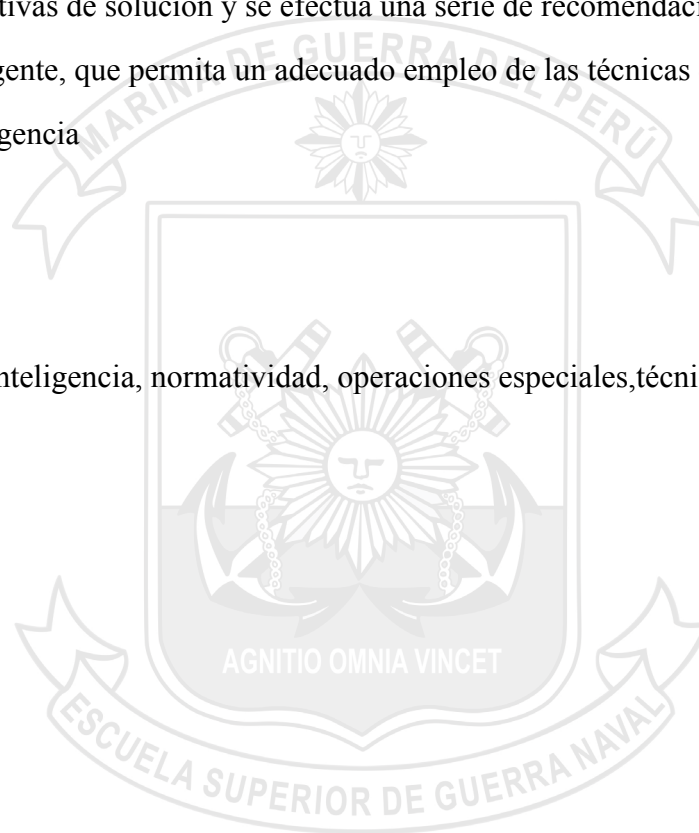 tivas de solución y se efectúa una serie de recomendaci
gente, que permita un adecuado empleo de las técnicas
gencia
nteligencia, normatividad, operaciones especiales,técni
MARINA DE GUERRA DEL PERÚ
AGNITIO OMNIA VINCET
ESCUELA SUPERIOR DE GUERRA NAVAL